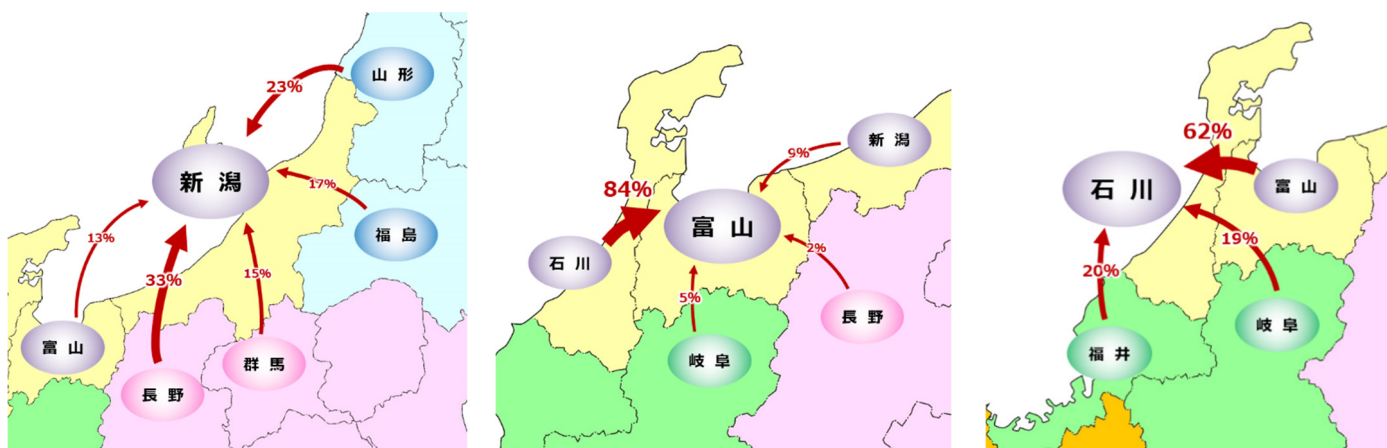 山形
23%
新潟
17%
福島
13%
33%
15%
富山
群馬
長野
新潟
9%
84%
富山
石川
2%
5%
長野
岐阜
62%
石川
富山
19%
20%
岐阜
福井